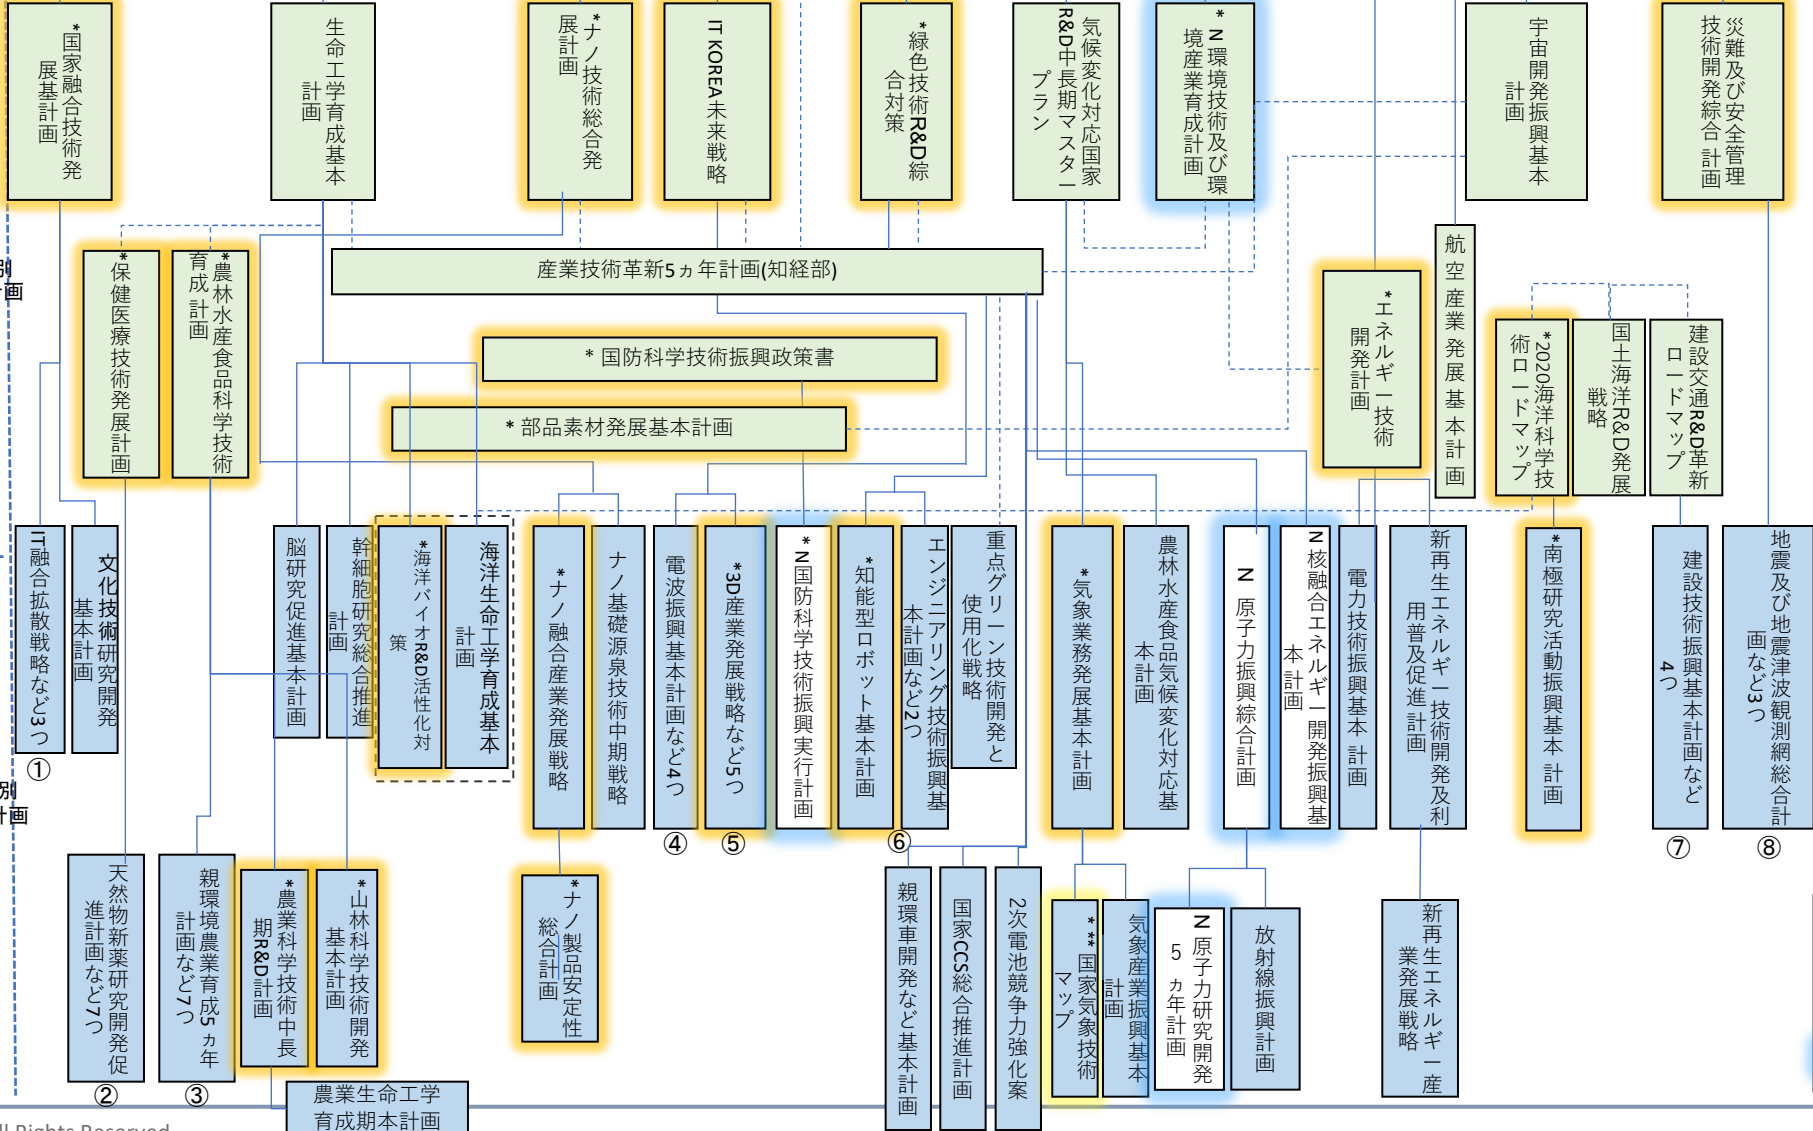 *国家融合技術発
展基計画
生命工学育成基本
計画
*ナノ技術総合発
展計画
IT KOREA未来戦略
*緑色技術R&D綜
合対策
気候変化対応国家
R&D中長期マスター
プラン
* N 環境技術及び環
境産業育成計画
宇宙開発振興基本
計画
災難及び安全管理
技術開発綜合 計画
別
計画
*保健医療技術発展計画
*農林水産食品科学技術
育成 計画
産業技術革新5ヵ年計画(知経部)
* 国防科学技術振興政策書
* 部品素材発展基本計画
*エネルギー技術
開発計画
航空産業発展基本計画
*2020海洋科学技
術ロードマップ
国土海洋R&D発展
戦略
建設交通R&D革新
ロードマップ
IT融合拡散戦略など3つ
①
文化技術研究開発
基本計画
脳研究促進基本計画
幹細胞研究総合推進
計画
*海洋バイオR&D活性化対
策
海洋生命工学育成基本
計画
*ナノ融合産業発展戦略
ナノ基礎源泉技術中期戦略
電波振興基本計画など4つ
④
*3D産業発展戦略など5つ
⑤
* N国防科学技術振興実行計画
*知能型ロボット基本計画
⑥
エンジニアリング技術振興基
本計画など2つ
重点グリーン技術開発と
使用化戦略
*気象業務発展基本計画
農林水産食品気候変化対応基
本計画
N 原子力振興綜合計画
N 核融合エネルギー開発振興基
本計画
電力技術振興基本 計画
新再生エネルギー技術開発及利
用普及促進 計画
*南極研究活動振興基本 計画
建設技術振興基本計画など
4つ
⑦
地震及び地震津波観測網総合計
画など3つ
⑧
別
計画
天然物新薬研究開発促
進計画など7つ
②
親環境農業育成5ヵ年
計画など7つ
③
*農業科学技術中長
期R&D計画
*山林科学技術開発
基本計画
農業生命工学
育成期本計画
*ナノ製品安定性
総合計画
親環車開発など基本計画
国家CCS総合推進計画
2次電池競争力強化案
*** 国家気象技術
マップ
気象産業振興基本
計画
N 原子力研究開発
5ヵ年計画
放射線振興計画
新再生エネルギー産
業発展戦略
ll Rights Reserved